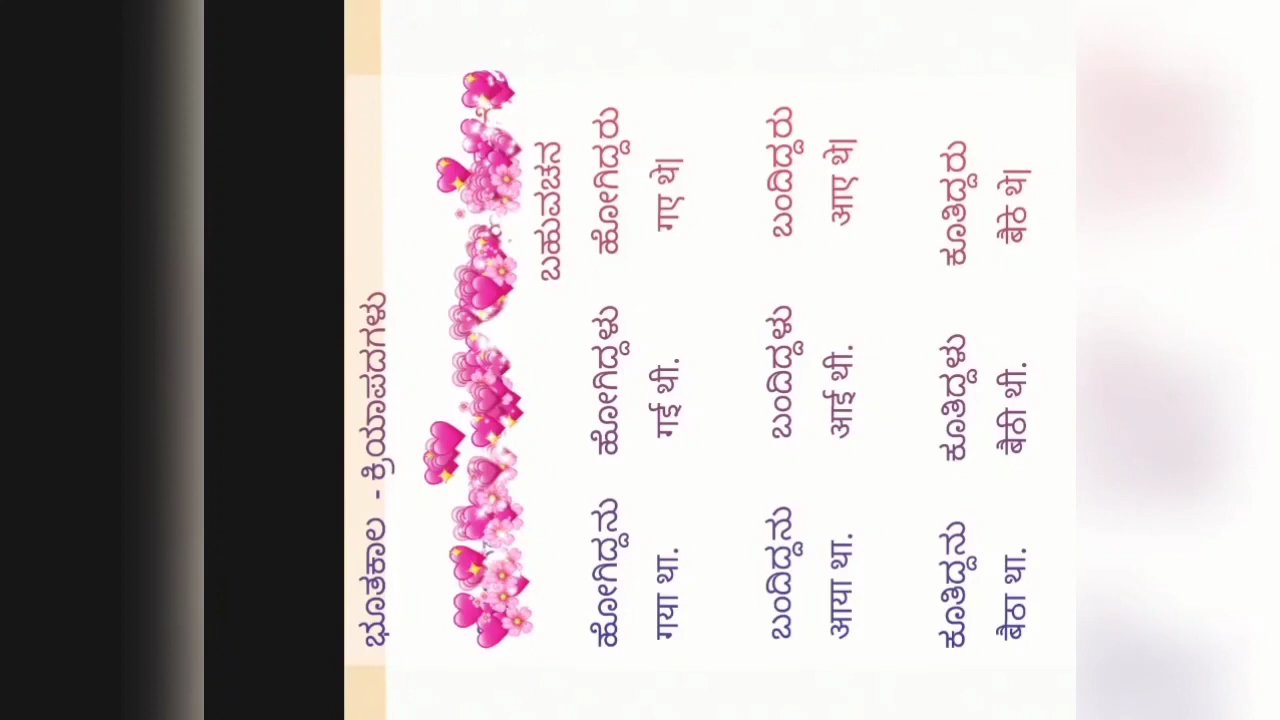 ಭೂತಕಾಲ - ಕ್ರಿಯಾಪದಗಳು
ಬಹುವಚನ
ಹೋಗಿದ್ದನು ಹೋಗಿದ್ದಳು ಹೋಗಿದ್ದರು
गया था. गई थी. गए थे|
ಬಂದಿದ್ದನು ಬಂದಿದ್ದಳು ಬಂದಿದ್ದರು
आया था. आई थी. आए थे|
ಕೂತಿದ್ದನು ಕೂತಿದ್ದಳು ಕೂತಿದ್ದರು
बैठा था. बैठी थी. बैठे थे|